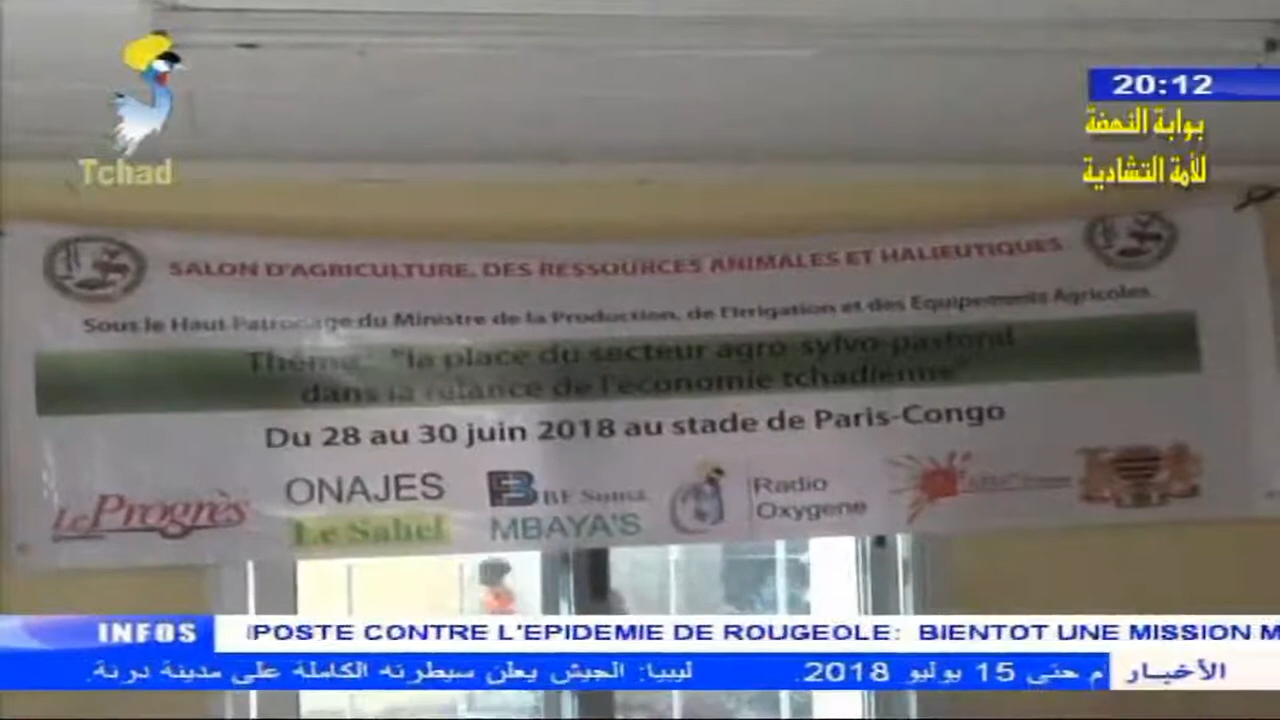 20:12
بوابة النهضة
للأمة التشادية
Tchad
SALON D'AGRICULTURE, DES RESSOURCES ANIMALES ET HALIEUTIQUES
Sous le Haut Patronage du Ministre de la Production, de l'Irrigation et des Equipements Agricoles
Thème: "la place du secteur agro-sylvo-pastoral
dans la relance de l'économie tchadienne"
Du 28 au 30 juin 2018 au stade de Paris-Congo
Le Progrès
ONAJES
Le Sahel
MBAYA'S
Radio
Oxygene
INFOS
IPOSTE CONTRE L'EPIDEMIE DE ROUGEOLE: BIENTOT UNE MISSION M
الأخبار
م حتى 15 يوليو 2018. ليبيا: الجيش يعلن سيطرته الكاملة على مدينة درنة.